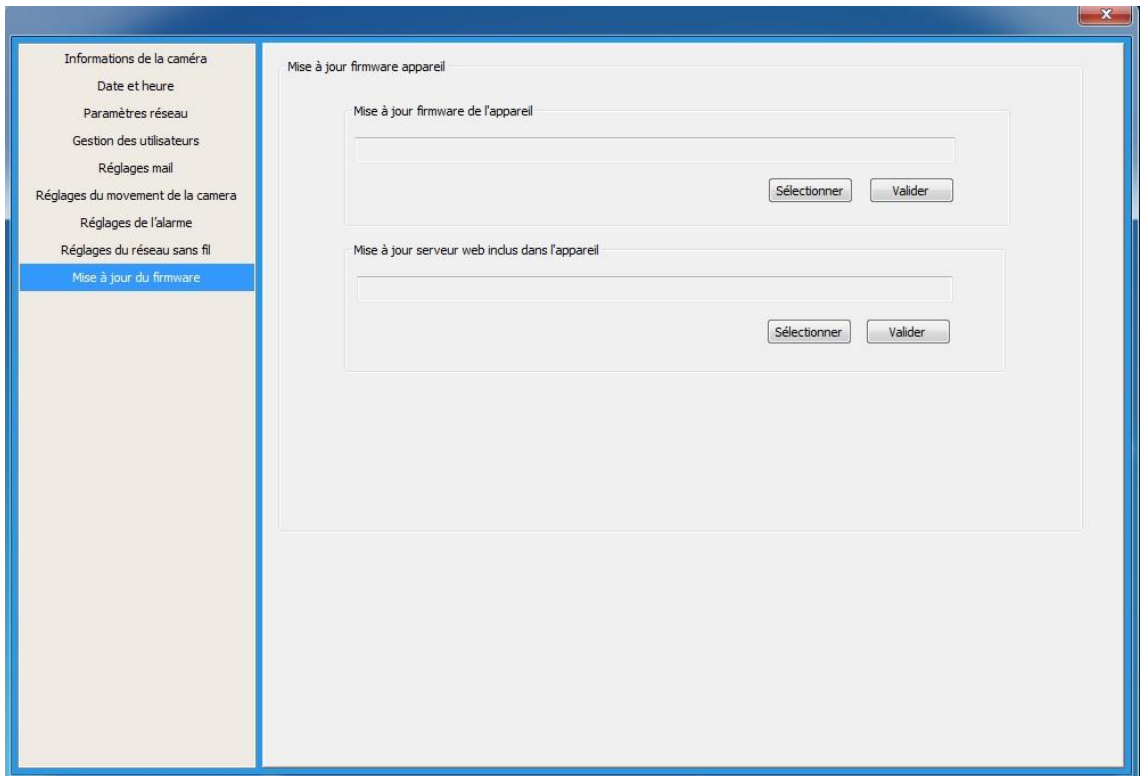 Informations de la caméra
Date et heure
Paramètres réseau
Gestion des utilisateurs
Réglages mail
Réglages du movement de la camera
Réglages de l'alarme
Réglages du réseau sans fil
Mise à jour du firmware
Mise à jour firmware appareil
Mise à jour firmware de l'appareil
Sélectionner Valider
Mise à jour serveur web inclus dans l'appareil
Sélectionner Valider